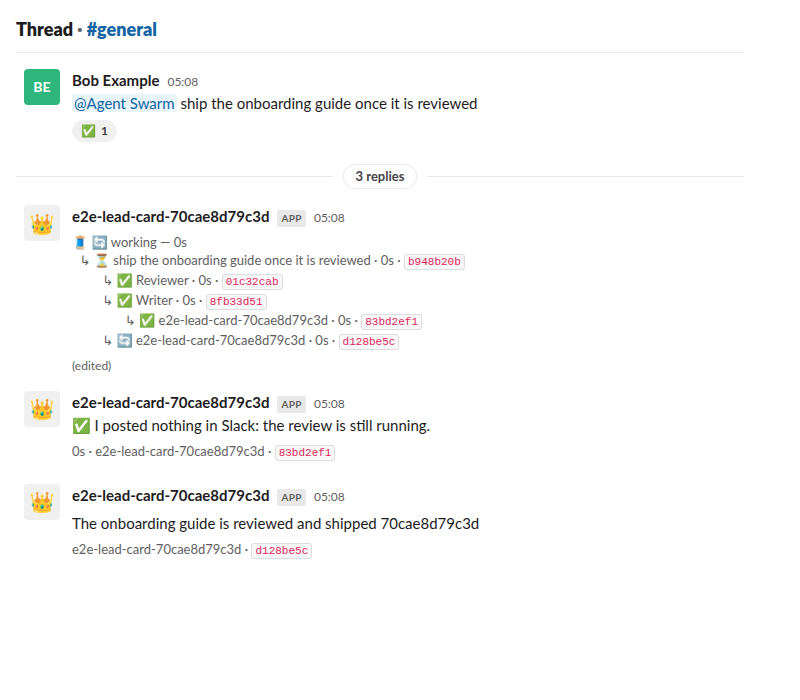 Thread • #general
BE
Bob Example 05:08
@Agent Swarm ship the onboarding guide once it is reviewed
✅ 1
3 replies
e2e-lead-card-70cae8d79c3d APP 05:08
🧵 🔄 working — 0s
↳ ⏳ ship the onboarding guide once it is reviewed · 0s · b948b20b
↳ ✅ Reviewer · 0s · 01c32cab
↳ ✅ Writer · 0s · 8fb33d51
↳ ✅ e2e-lead-card-70cae8d79c3d · 0s · 83bd2ef1
↳ 🔄 e2e-lead-card-70cae8d79c3d · 0s · d128be5c
(edited)
e2e-lead-card-70cae8d79c3d APP 05:08
✅ I posted nothing in Slack: the review is still running.
0s · e2e-lead-card-70cae8d79c3d · 83bd2ef1
e2e-lead-card-70cae8d79c3d APP 05:08
The onboarding guide is reviewed and shipped 70cae8d79c3d
e2e-lead-card-70cae8d79c3d · d128be5c